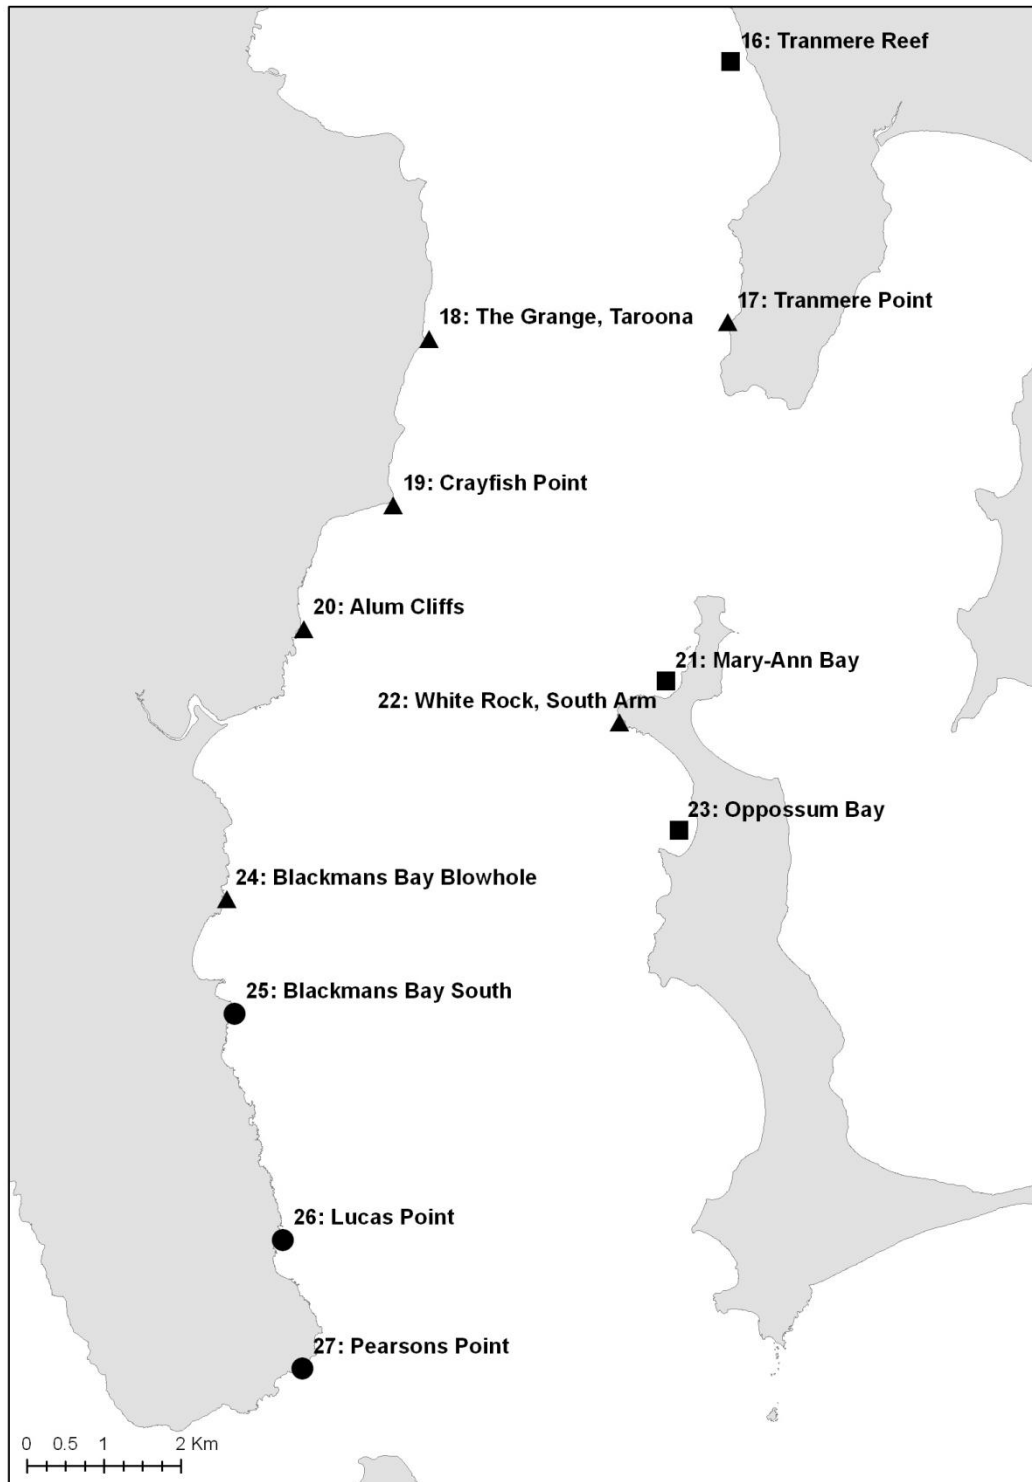 16: Tranmere Reef
17: Tranmere Point
18: The Grange, Taroona
19: Crayfish Point
20: Alum Cliffs
21: Mary-Ann Bay
22: White Rock, South Arm
23: Oppossum Bay
24: Blackmans Bay Blowhole
25: Blackmans Bay South
26: Lucas Point
27: Pearsons Point
0 0.5 1 2 Km